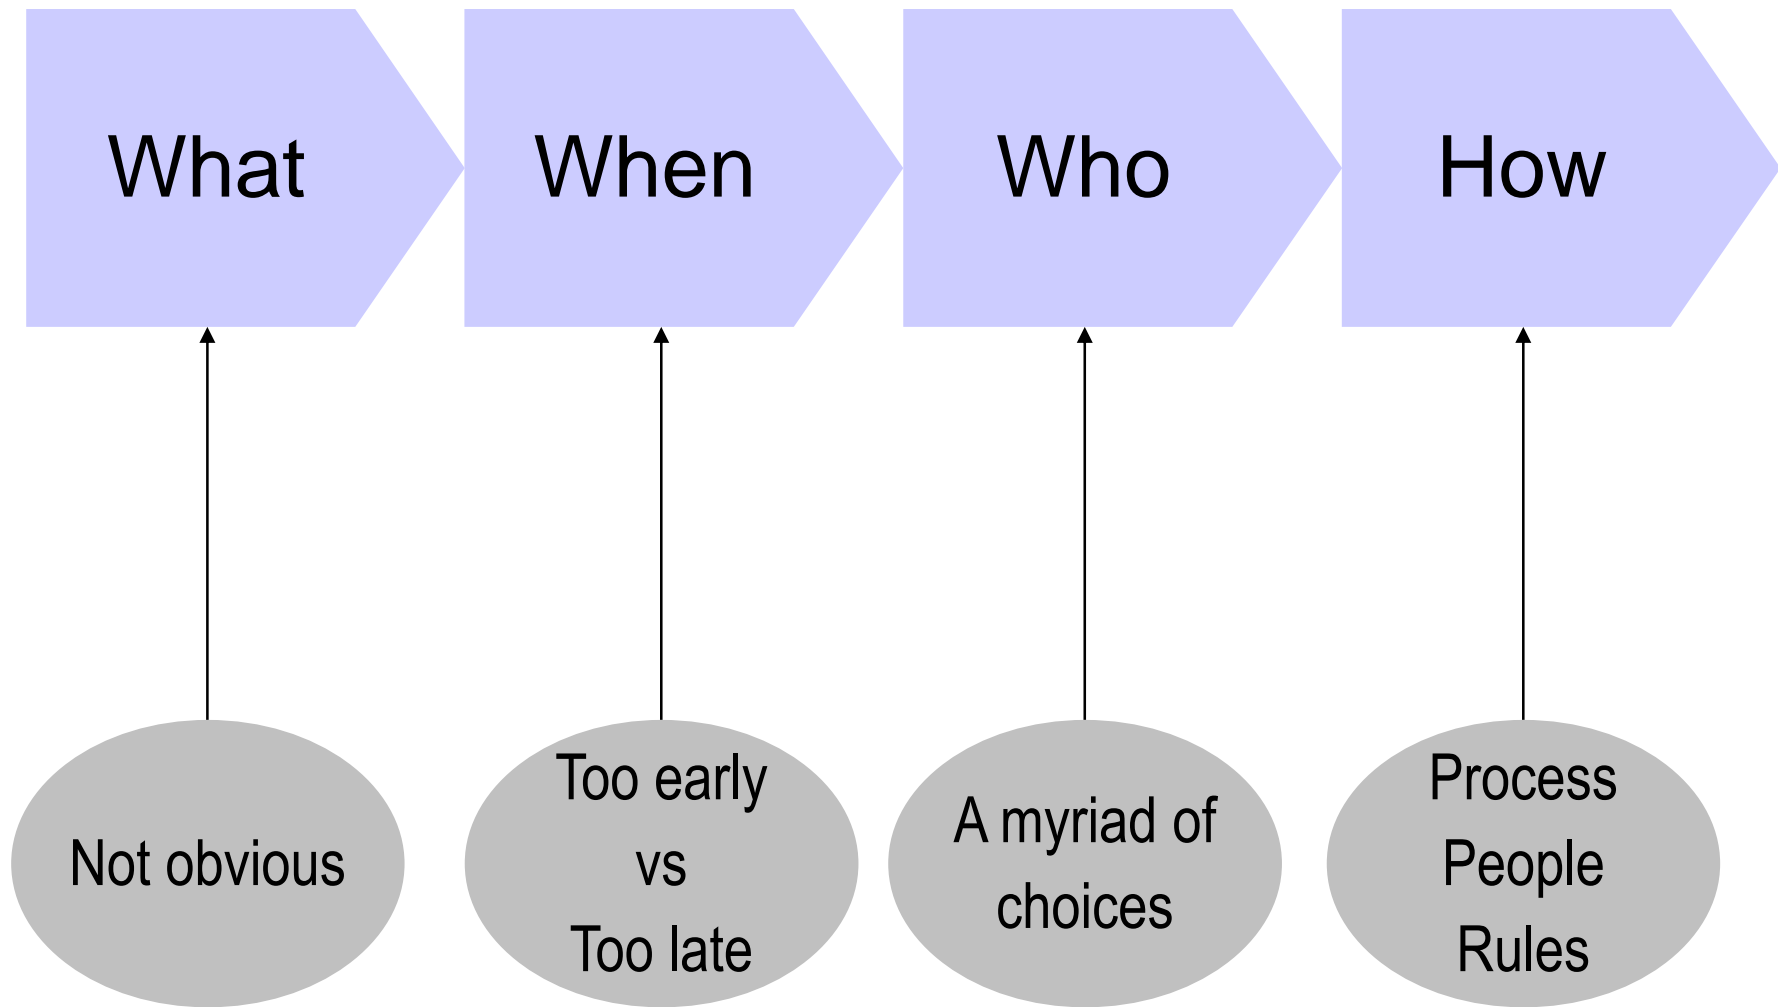 What
When
Who
How
Not obvious
Too early
vs
Too late
A myriad of
choices
Process
People
Rules